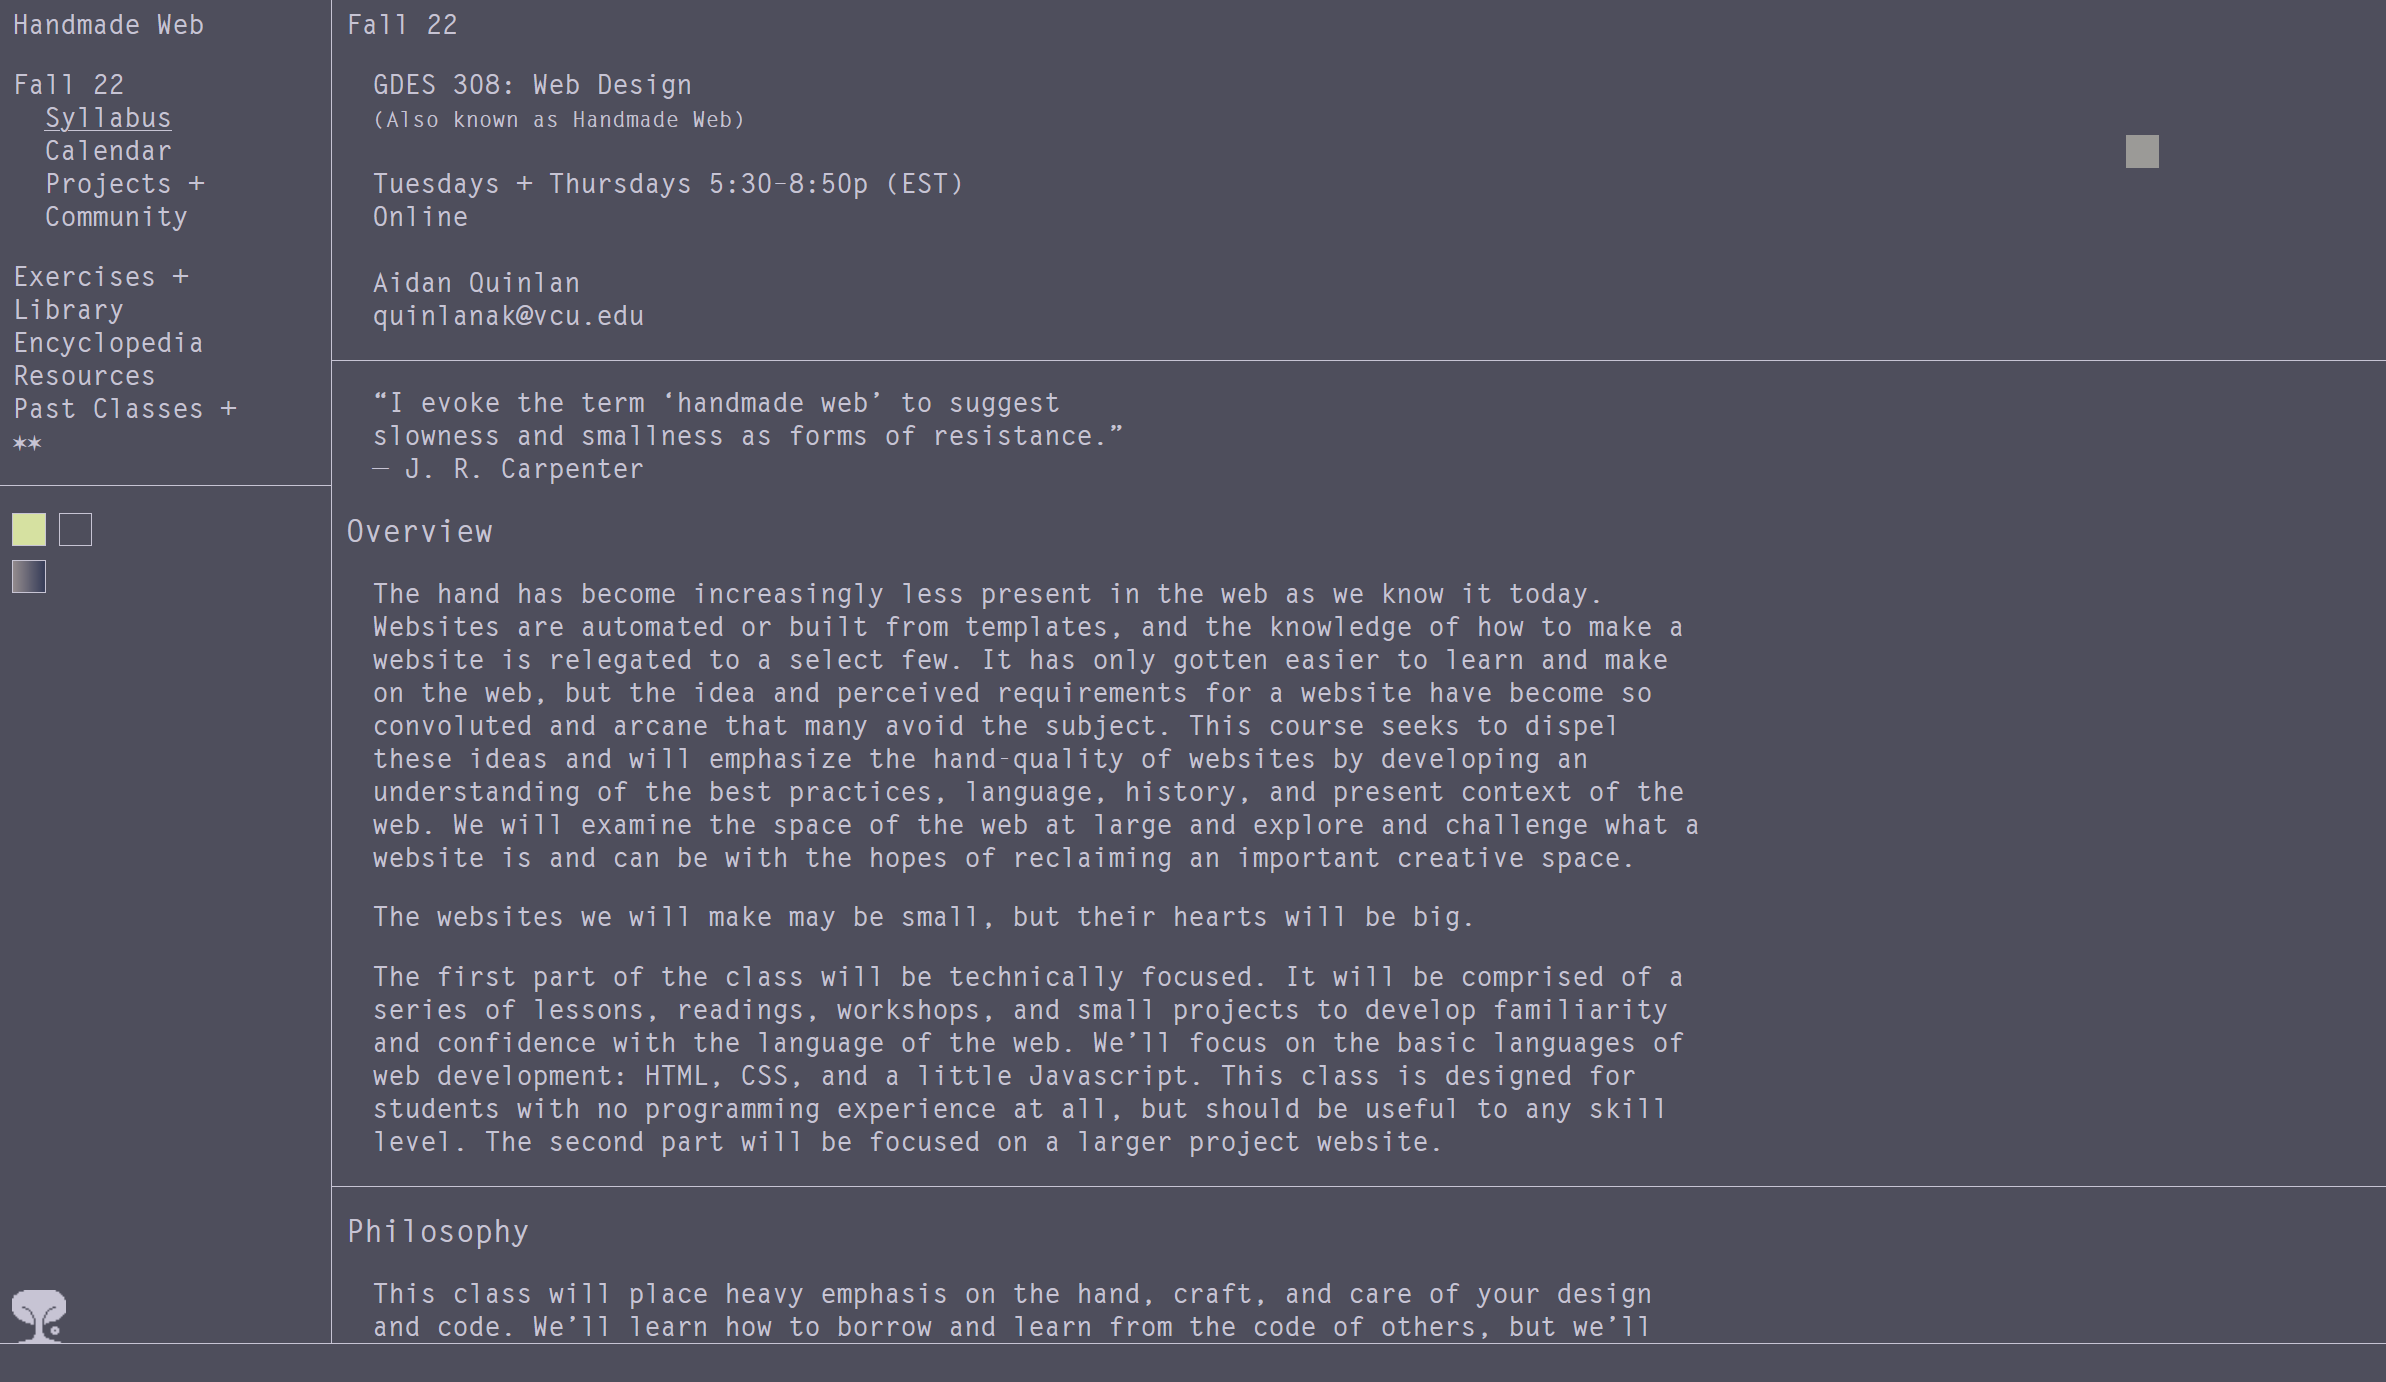 Handmade Web
Fall 22
Syllabus
Calendar
Projects +
Community
Exercises +
Library
Encyclopedia
Resources
Past Classes +
**
Fall 22
GDES 308: Web Design
(Also known as Handmade Web)
Tuesdays + Thursdays 5:30–8:50p (EST)
Online
Aidan Quinlan
quinlanak@vcu.edu
“I evoke the term ‘handmade web’ to suggest
slowness and smallness as forms of resistance.”
— J. R. Carpenter
Overview
The hand has become increasingly less present in the web as we know it today.
Websites are automated or built from templates, and the knowledge of how to make a
website is relegated to a select few. It has only gotten easier to learn and make
on the web, but the idea and perceived requirements for a website have become so
convoluted and arcane that many avoid the subject. This course seeks to dispel
these ideas and will emphasize the hand-quality of websites by developing an
understanding of the best practices, language, history, and present context of the
web. We will examine the space of the web at large and explore and challenge what a
website is and can be with the hopes of reclaiming an important creative space.
The websites we will make may be small, but their hearts will be big.
The first part of the class will be technically focused. It will be comprised of a
series of lessons, readings, workshops, and small projects to develop familiarity
and confidence with the language of the web. We’ll focus on the basic languages of
web development: HTML, CSS, and a little Javascript. This class is designed for
students with no programming experience at all, but should be useful to any skill
level. The second part will be focused on a larger project website.
Philosophy
This class will place heavy emphasis on the hand, craft, and care of your design
and code. We’ll learn how to borrow and learn from the code of others, but we’ll